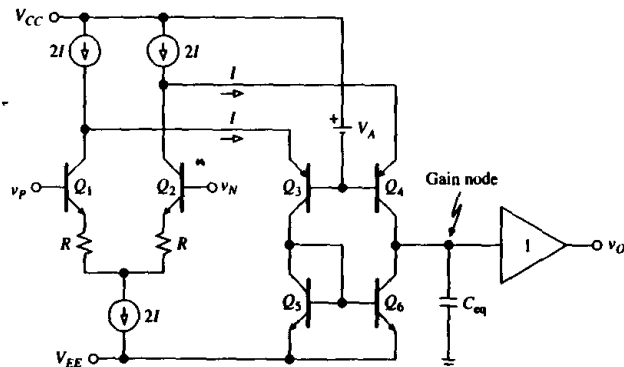 V_CC
2I
2I
I
I
+
V_A
v_P
Q_1
Q_2
v_N
Q_3
Q_4
Gain node
1
v_O
R
R
C_eq
Q_5
Q_6
2I
V_EE